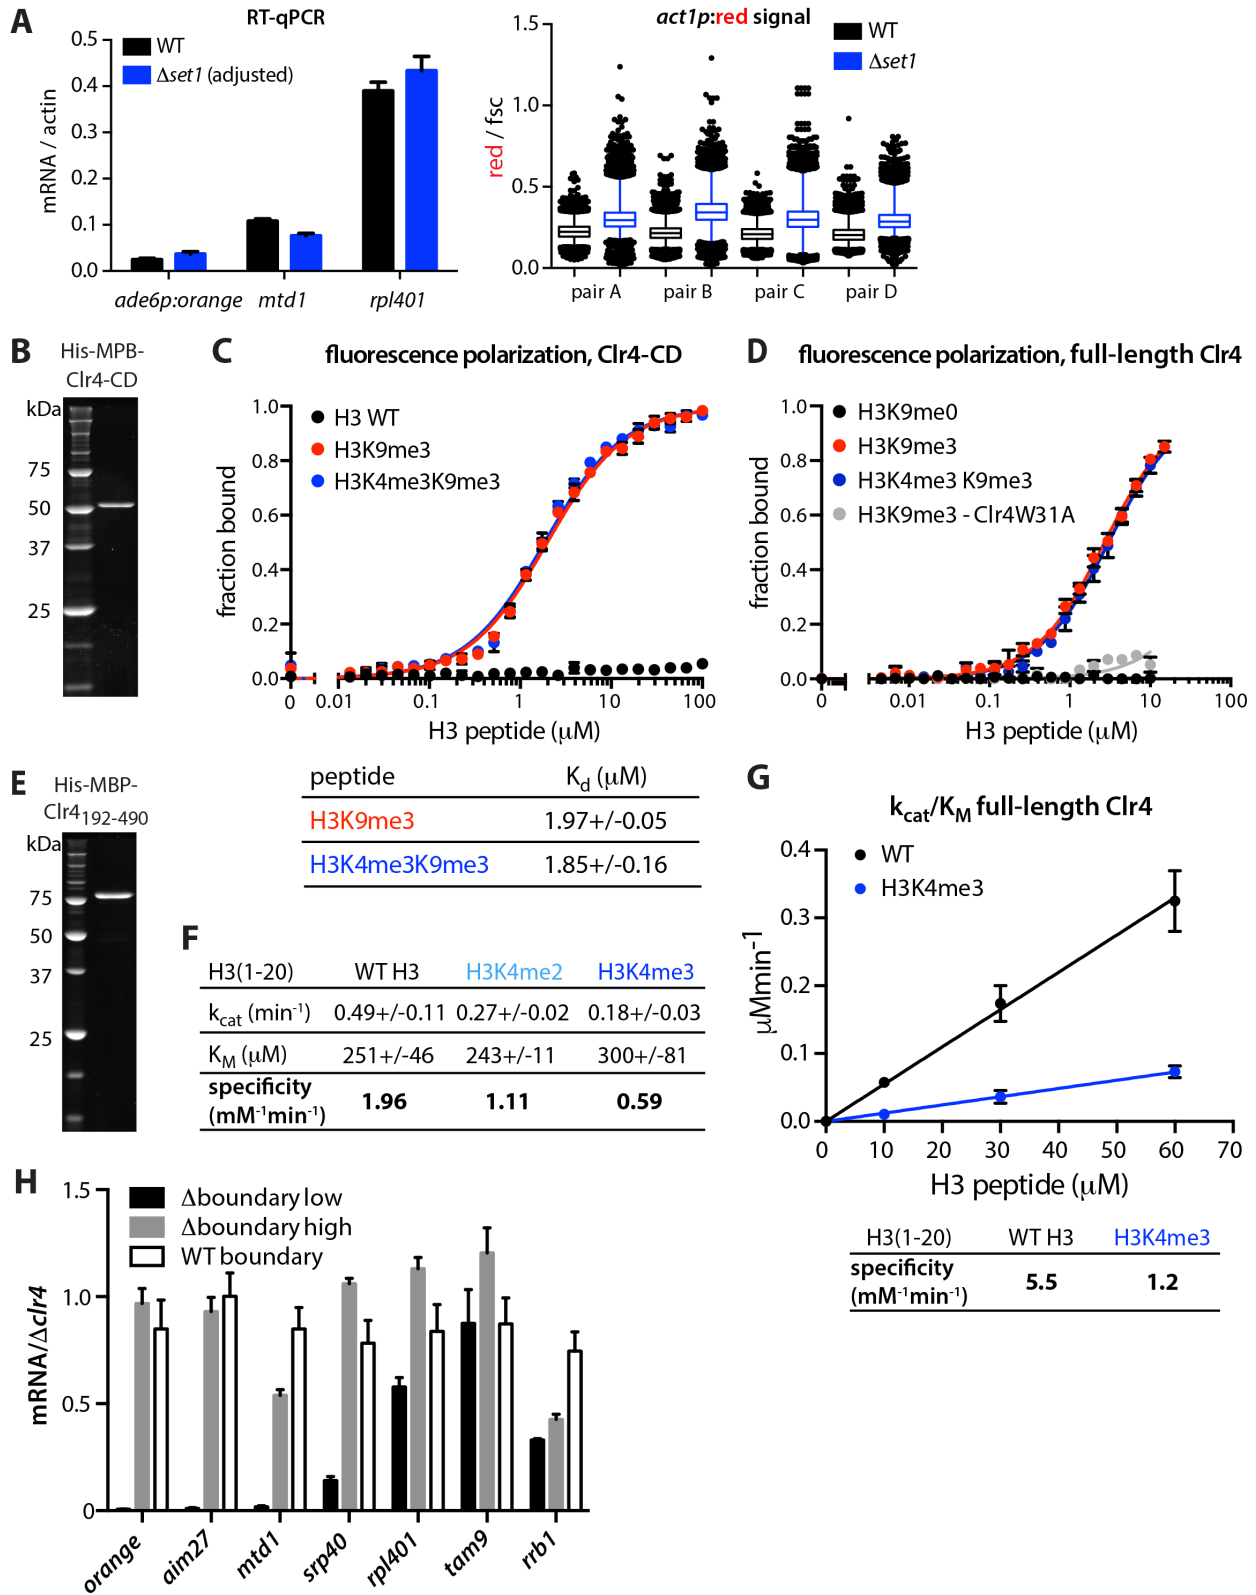 A
RT-qPCR
WT
Δset1 (adjusted)
mRNA / actin
0.5
0.4
0.3
0.2
0.1
0.0
ade6p:orange mtd1 rpl401
act1p:red signal
WT
Δset1
red / fsc
1.5
1.0
0.5
0.0
pair A pair B pair C pair D
B
His-MPB-
Clr4-CD
kDa
75
50
37
25
C
fluorescence polarization, Clr4-CD
H3 WT
H3K9me3
H3K4me3K9me3
fraction bound
1.0
0.8
0.6
0.4
0.2
0.0
0 0.01 0.1 1 10 100
H3 peptide (μM)
peptide Kd (μM)
H3K9me3 1.97+/-0.05
H3K4me3K9me3 1.85+/-0.16
D
fluorescence polarization, full-length Clr4
H3K9me0
H3K9me3
H3K4me3 K9me3
H3K9me3 - Clr4W31A
fraction bound
1.0
0.8
0.6
0.4
0.2
0.0
0 0.01 0.1 1 10 100
H3 peptide (μM)
E
His-MBP-
Clr4192-490
kDa
75
50
37
25
F
H3(1-20) WT H3 H3K4me2 H3K4me3
kcat (min-1) 0.49+/-0.11 0.27+/-0.02 0.18+/-0.03
KM (μM) 251+/-46 243+/-11 300+/-81
specificity
(mM-1min-1) 1.96 1.11 0.59
G
kcat/KM full-length Clr4
WT
H3K4me3
μMmin-1
0.4
0.3
0.2
0.1
0.0
0 10 20 30 40 50 60 70
H3 peptide (μM)
H3(1-20) WT H3 H3K4me3
specificity
(mM-1min-1) 5.5 1.2
H
Δboundary low
Δboundary high
WT boundary
mRNA/Δclr4
1.5
1.0
0.5
0
orange aim27 mtd1 srp40 rpl401 tam9 rrb1